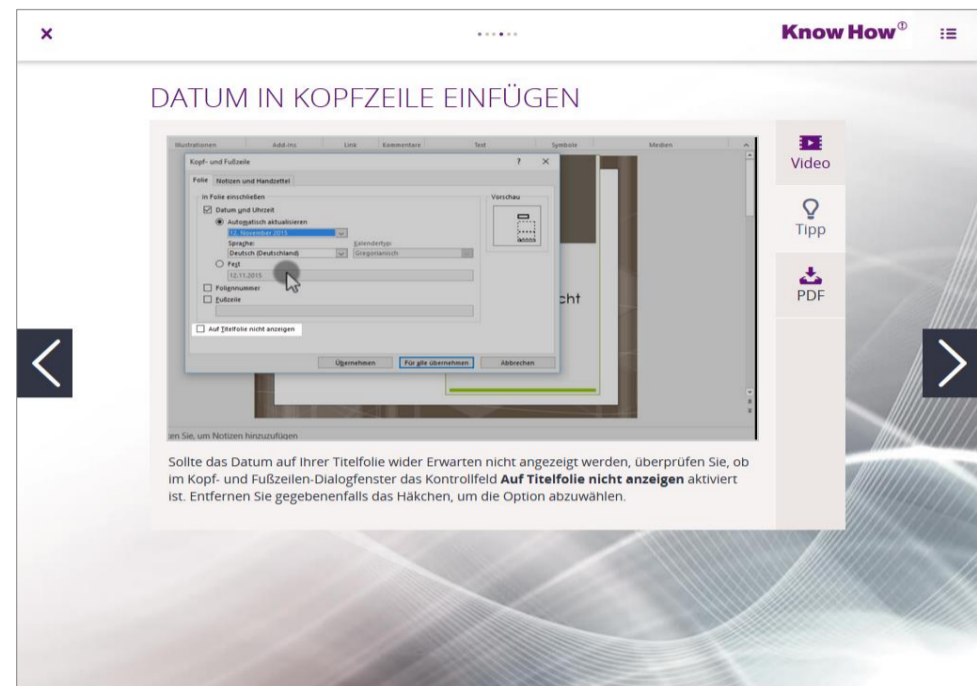 Know How
DATUM IN KOPFZEILE EINFÜGEN
Illustrationen Add-Ins Link Kommentare Text Symbole Medien
Kopf- und Fußzeile ? ×
Folie Notizen und Handzettel
In Folie einschließen Vorschau
Datum und Uhrzeit
Automatisch aktualisieren
12. November 2015
Sprache: Kalendertyp:
Deutsch (Deutschland) Gregorianisch
Fest
12.11.2015
Foliennummer
Fußzeile
Auf Titelfolie nicht anzeigen
Übernehmen Für alle übernehmen Abbrechen
cht
zen Sie, um Notizen hinzuzufügen
Video
Tipp
PDF
Sollte das Datum auf Ihrer Titelfolie wider Erwarten nicht angezeigt werden, überprüfen Sie, ob
im Kopf- und Fußzeilen-Dialogfenster das Kontrollfeld Auf Titelfolie nicht anzeigen aktiviert
ist. Entfernen Sie gegebenenfalls das Häkchen, um die Option abzuwählen.